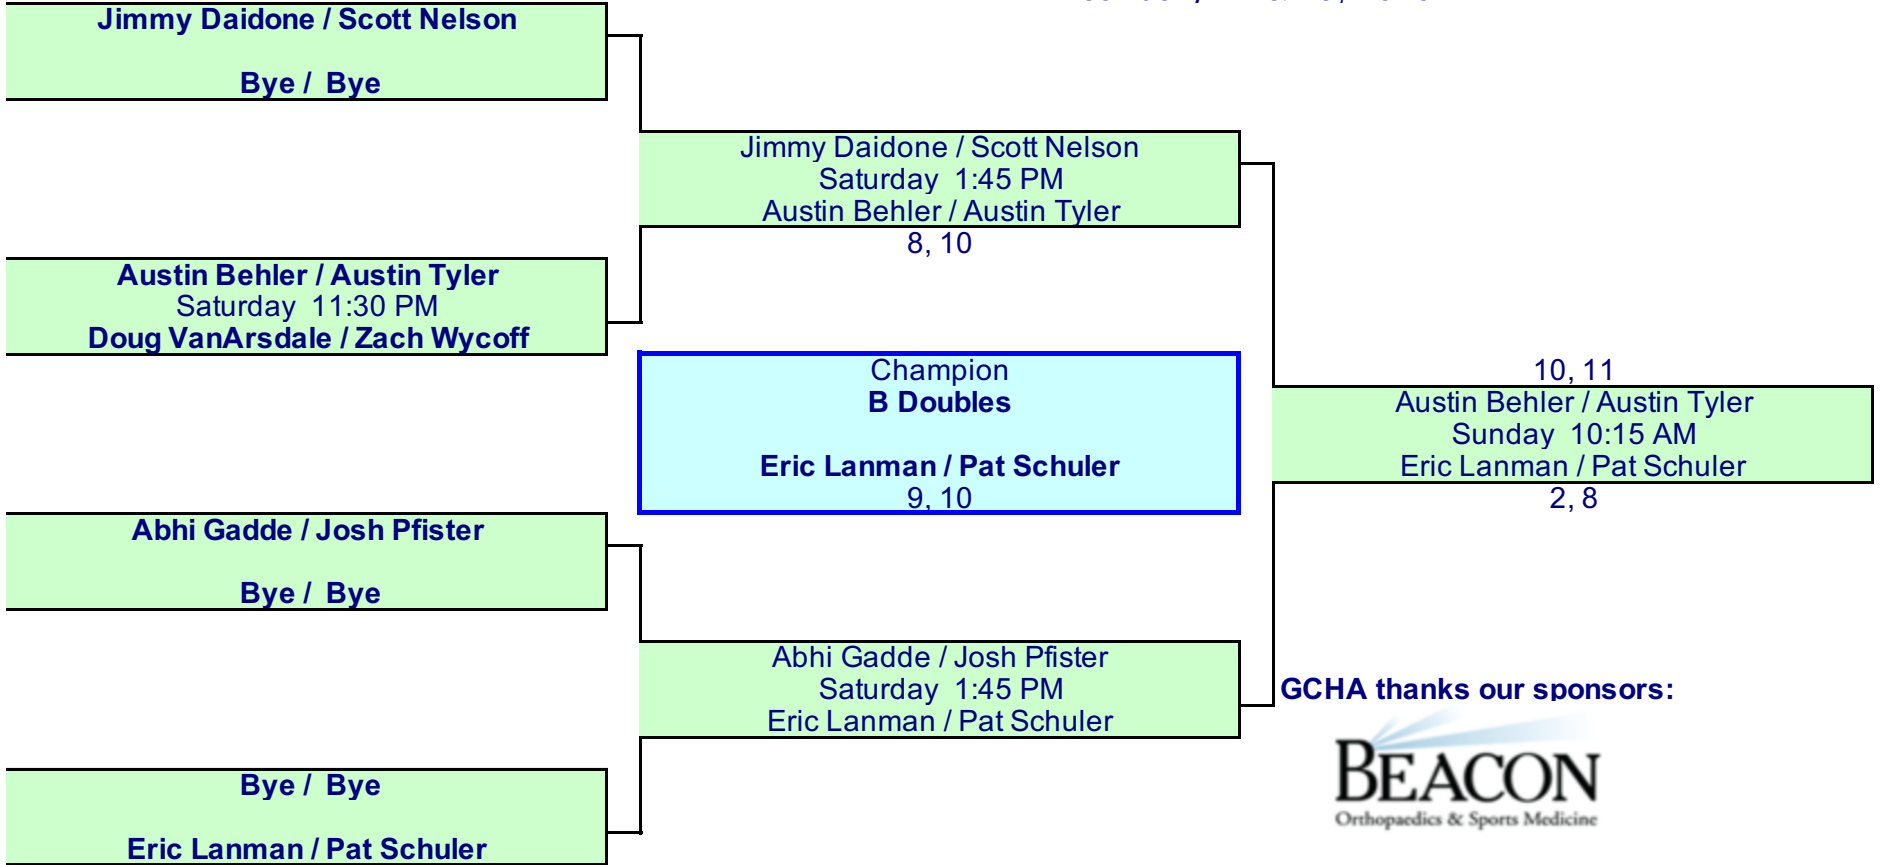 Jimmy Daidone / Scott Nelson
Bye / Bye
Jimmy Daidone / Scott Nelson
Saturday 1:45 PM
Austin Behler / Austin Tyler
8, 10
Austin Behler / Austin Tyler
Saturday 11:30 PM
Doug VanArsdale / Zach Wycoff
Champion
B Doubles
Eric Lanman / Pat Schuler
9, 10
10, 11
Austin Behler / Austin Tyler
Sunday 10:15 AM
Eric Lanman / Pat Schuler
2, 8
Abhi Gadde / Josh Pfister
Bye / Bye
Abhi Gadde / Josh Pfister
Saturday 1:45 PM
Eric Lanman / Pat Schuler
Bye / Bye
Eric Lanman / Pat Schuler
GCHA thanks our sponsors:
BEACON
Orthopaedics & Sports Medicine